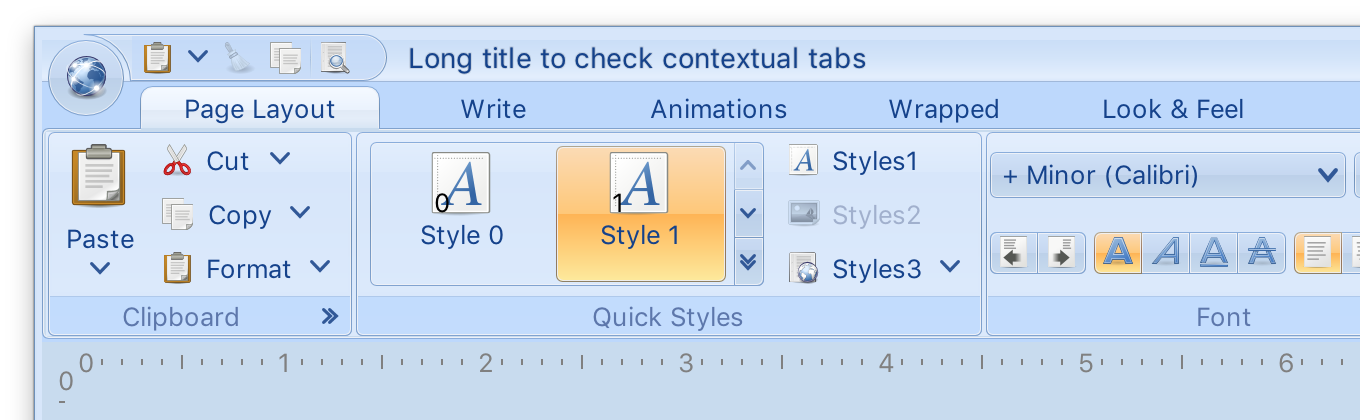 Long title to check contextual tabs
Page Layout Write Animations Wrapped Look & Feel
Paste
Cut
Copy
Format
Clipboard
A A
0 1
Style 0 Style 1
A Styles1
Styles2
Styles3
Quick Styles
+ Minor (Calibri)
A A A A
Font
0 1 2 3 4 5 6
0